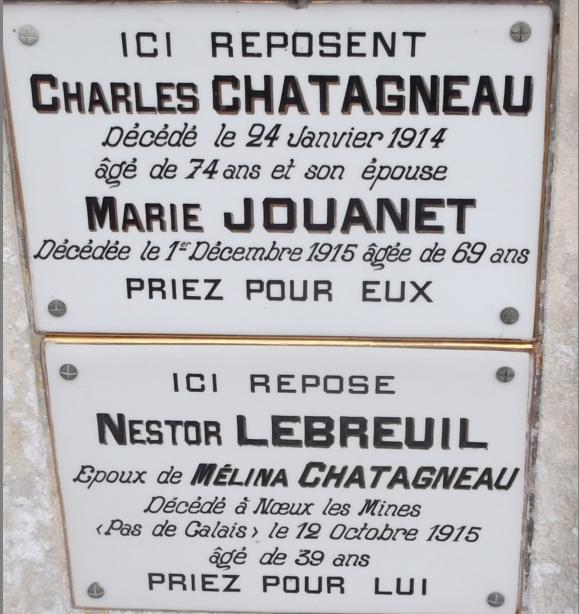 ICI REPOSENT
CHARLES CHATAGNEAU
Décédé le 24 Janvier 1914
âgé de 74 ans et son épouse
MARIE JOUANET
Décédée le 1er Décembre 1915 âgée de 69 ans
PRIEZ POUR EUX
ICI REPOSE
NESTOR LEBREUIL
Epoux de MÉLINA CHATAGNEAU
Décédé à Nœux les Mines
(Pas de Calais) le 12 Octobre 1915
âgé de 39 ans
PRIEZ POUR LUI